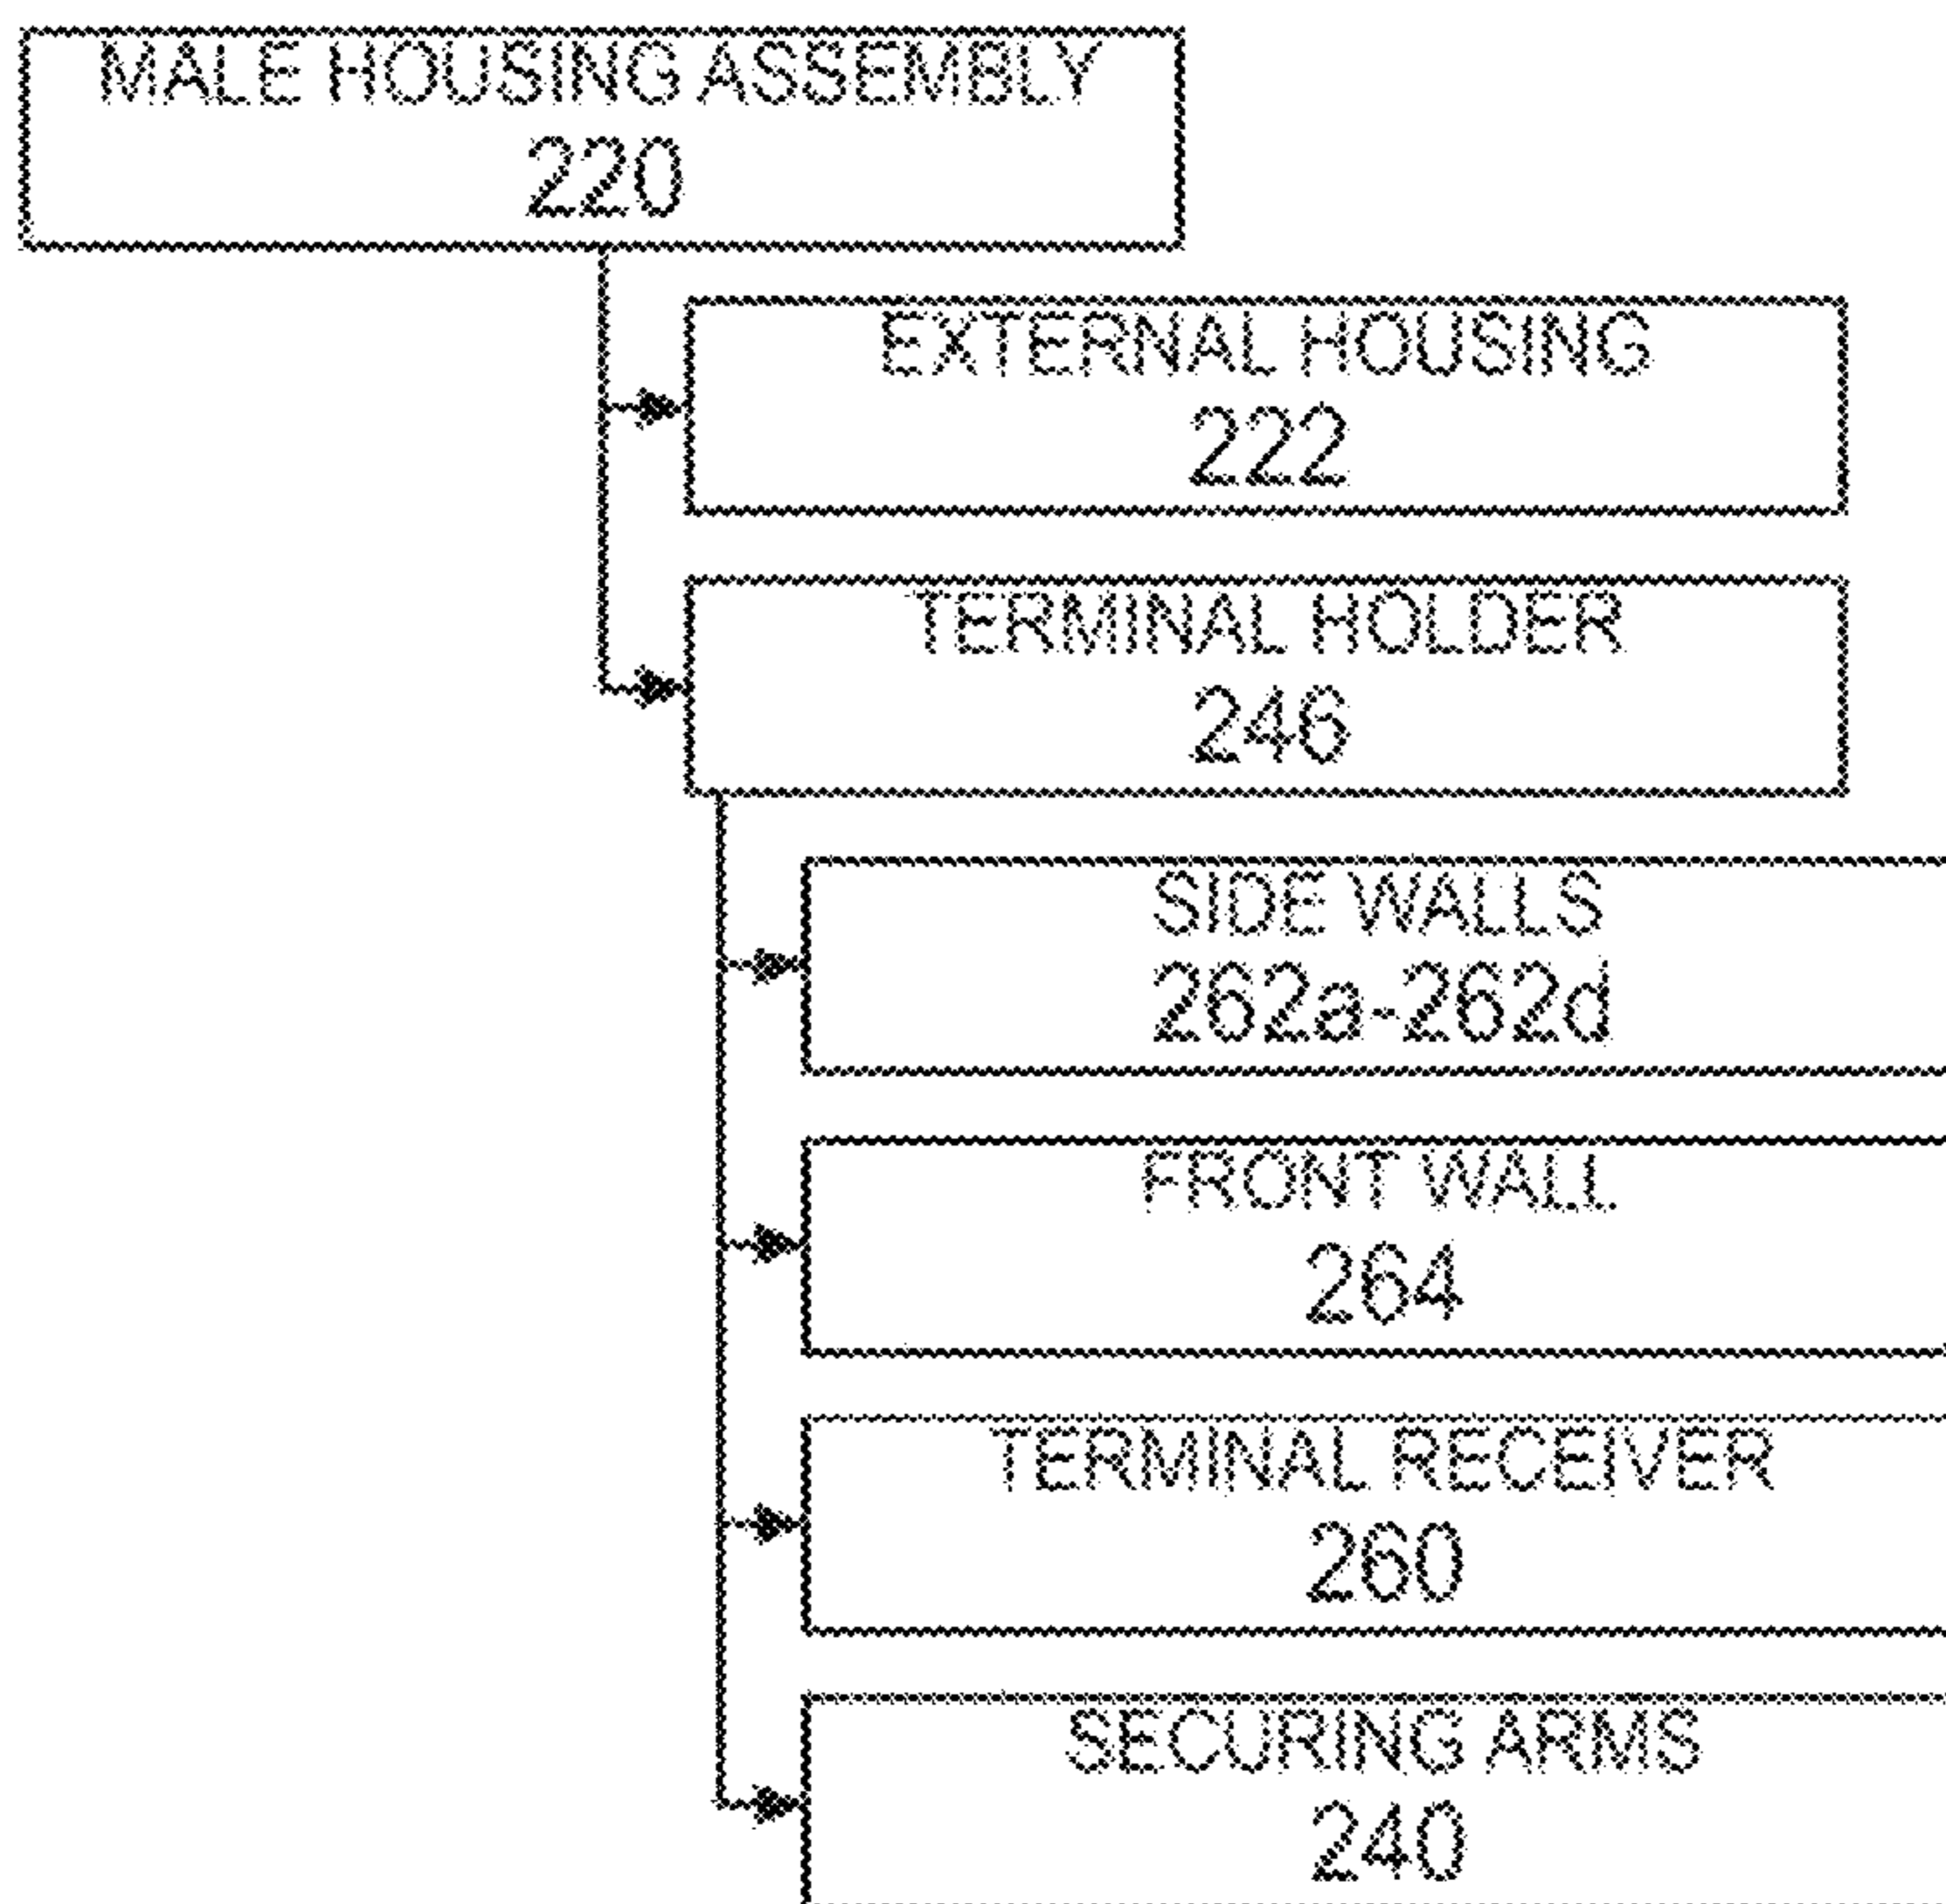 MALE HOUSING ASSEMBLY
220
EXTERNAL HOUSING
222
TERMINAL HOLDER
246
SIDE WALLS
262a-262d
FRONT WALL
264
TERMINAL RECEIVER
260
SECURING ARMS
240